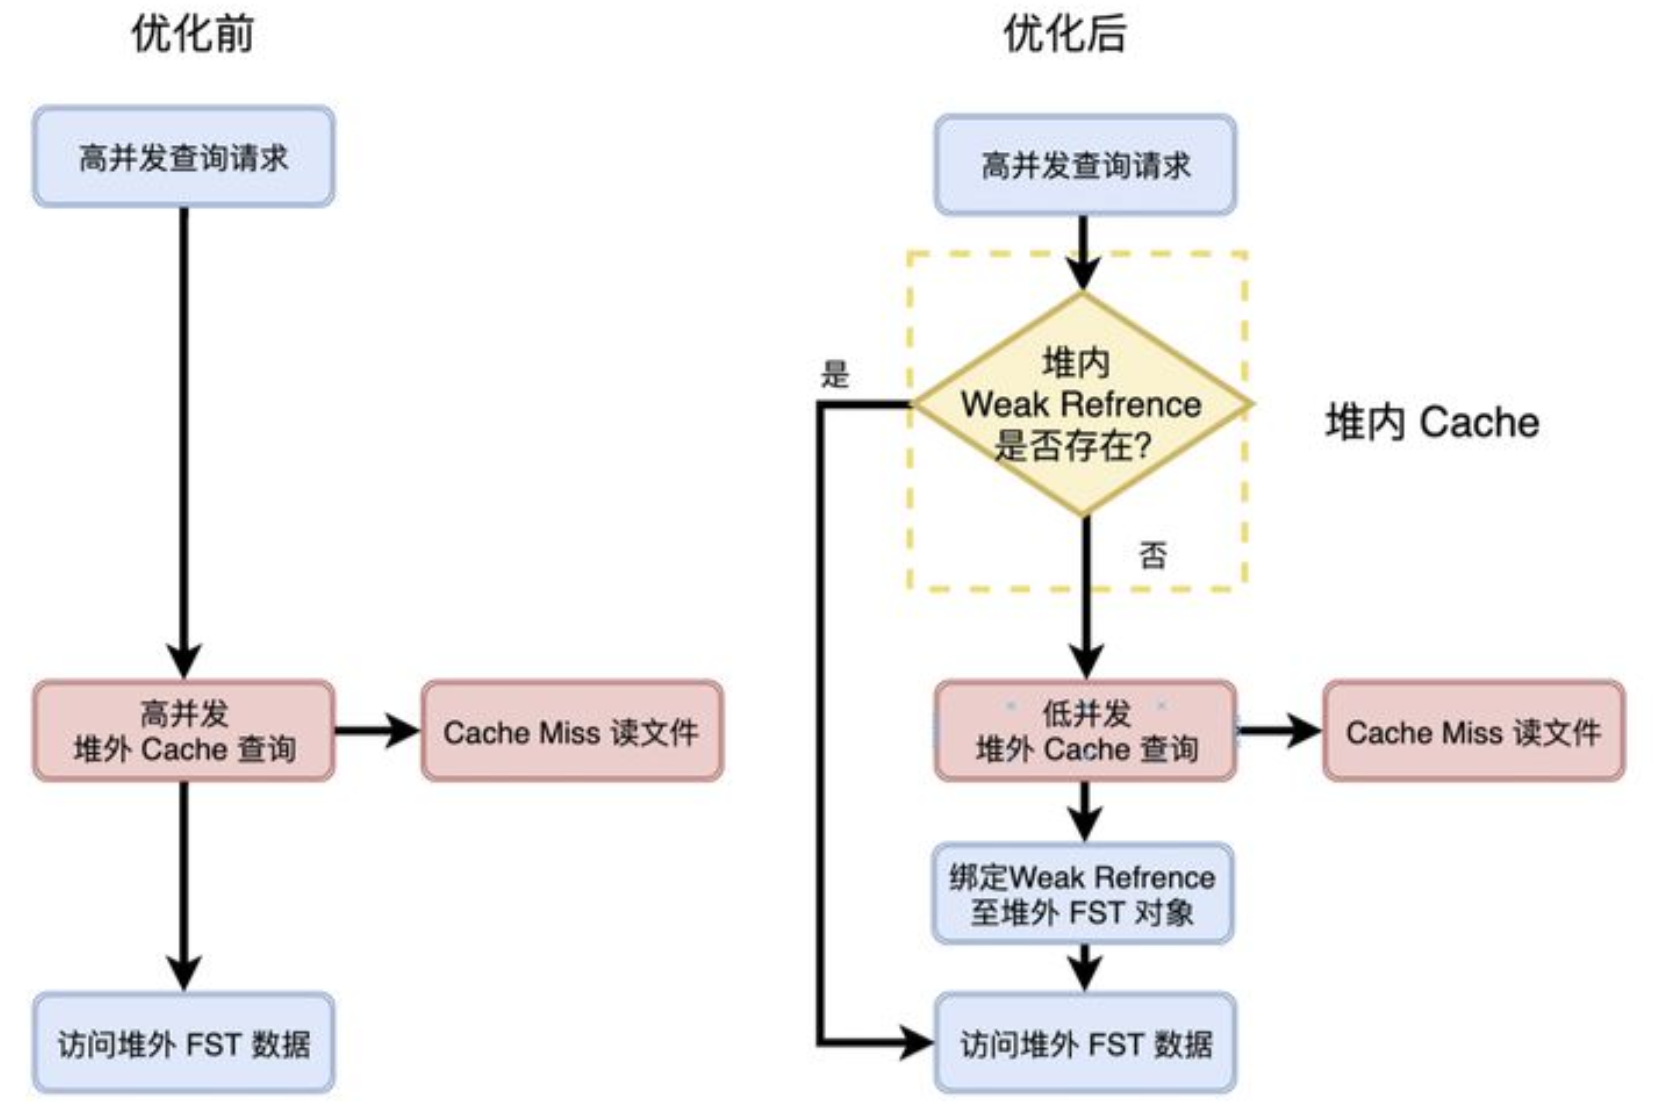 优化前
高并发查询请求
高并发
堆外 Cache 查询
Cache Miss 读文件
访问堆外 FST 数据
优化后
高并发查询请求
堆内
Weak Refrence
是否存在?
是
否
堆内 Cache
低并发
堆外 Cache 查询
Cache Miss 读文件
绑定Weak Refrence
至堆外 FST 对象
访问堆外 FST 数据